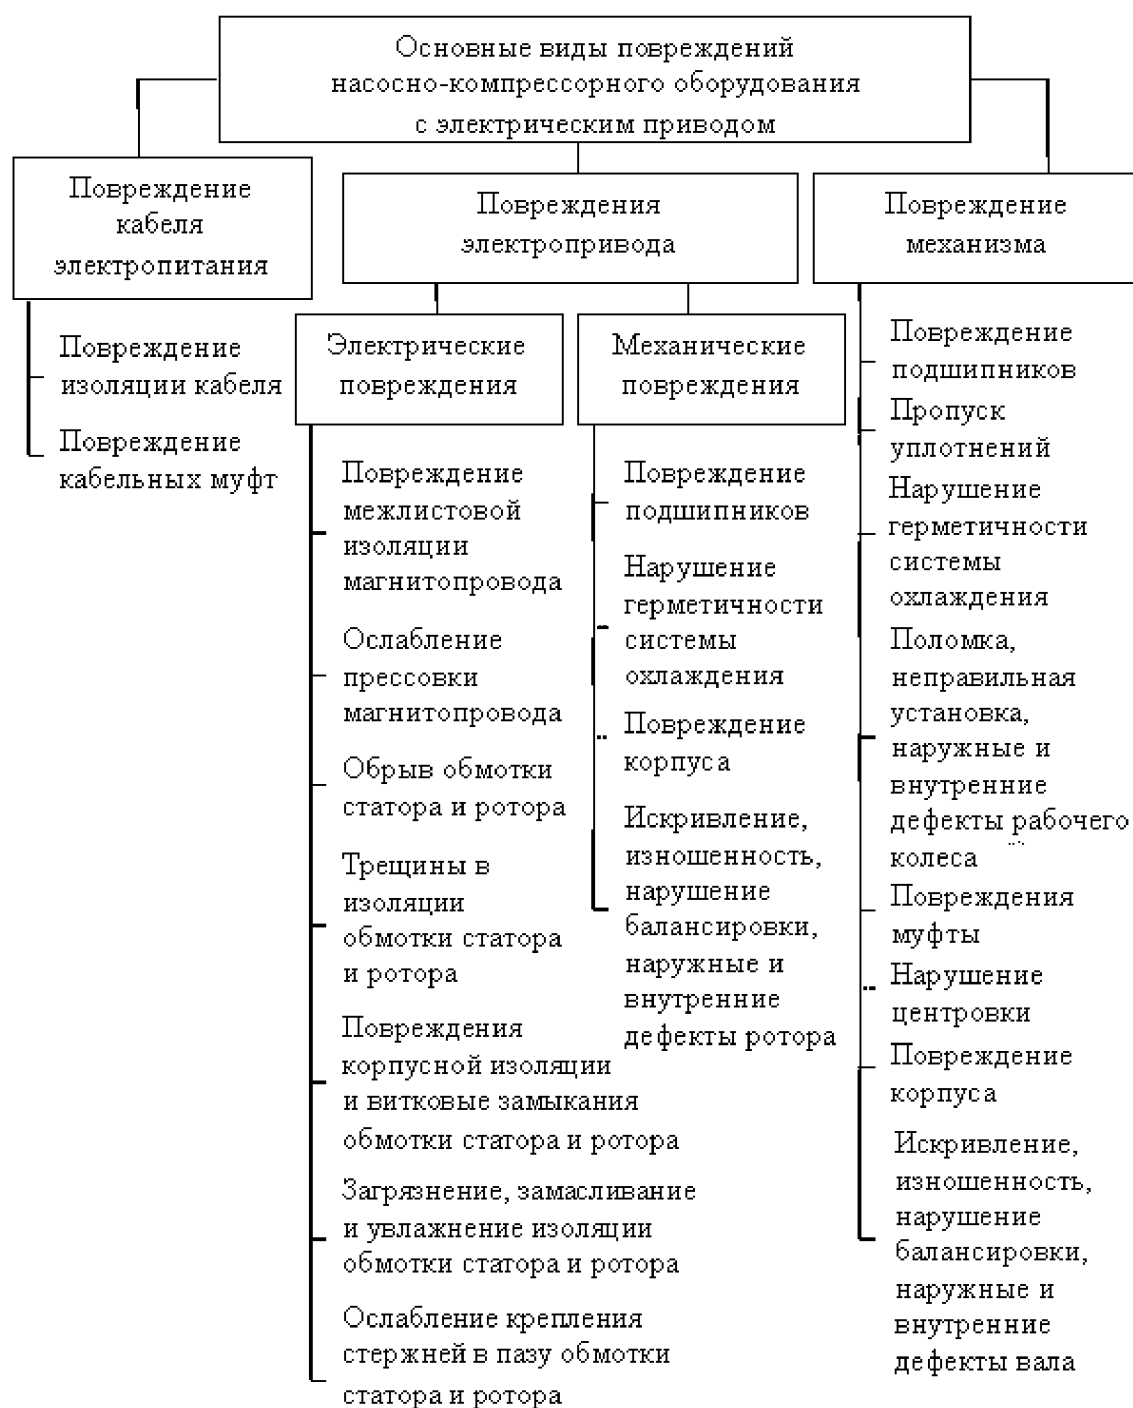 Основные виды повреждений
насосно-компрессорного оборудования
с электрическим приводом
Повреждение
кабеля
электропитания
Повреждение
изоляции кабеля
Повреждение
кабельных муфт
Повреждения
электропривода
Электрические
повреждения
Повреждение
межлистовой
изоляции
магнитопровода
Ослабление
прессовки
магнитопровода
Обрыв обмотки
статора и ротора
Трещины в
изоляции
обмотки статора
и ротора
Повреждения
корпусной изоляции
и витковые замыкания
обмотки статора и ротора
Загрязнение, замасливание
и увлажнение изоляции
обмотки статора и ротора
Ослабление крепления
стержней в пазу обмотки
статора и ротора
Механические
повреждения
Повреждение
подшипников
Нарушение
герметичности
системы
охлаждения
Повреждение
корпуса
Искривление,
изношенность,
нарушение
балансировки,
наружные и
внутренние
дефекты ротора
Повреждение
механизма
Повреждение
подшипников
Пропуск
уплотнений
Нарушение
герметичности
системы
охлаждения
Поломка,
неправильная
установка,
наружные и
внутренние
дефекты рабочего
колеса
Повреждения
муфты
Нарушение
центровки
Повреждение
корпуса
Искривление,
изношенность,
нарушение
балансировки,
наружные и
внутренние
дефекты вала